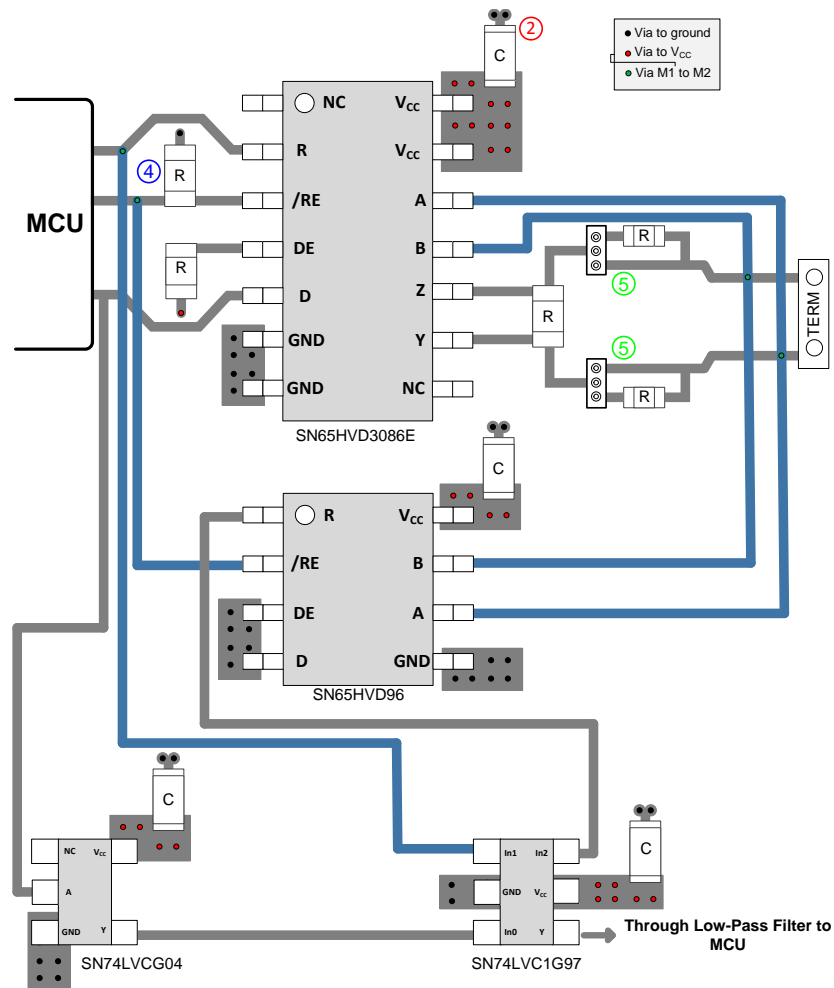 C
②
Via to ground
Via to VCC
Via M1 to M2
MCU
④
R
R
NC
VCC
R
VCC
/RE
A
DE
B
D
Z
GND
Y
GND
NC
SN65HVD3086E
R
R
⑤
⑤
R
TERM
C
R
VCC
/RE
B
DE
A
D
GND
SN65HVD96
C
NC
VCC
A
GND
Y
SN74LVCG04
C
In1
In2
GND
VCC
In0
Y
SN74LVC1G97
Through Low-Pass Filter to
MCU